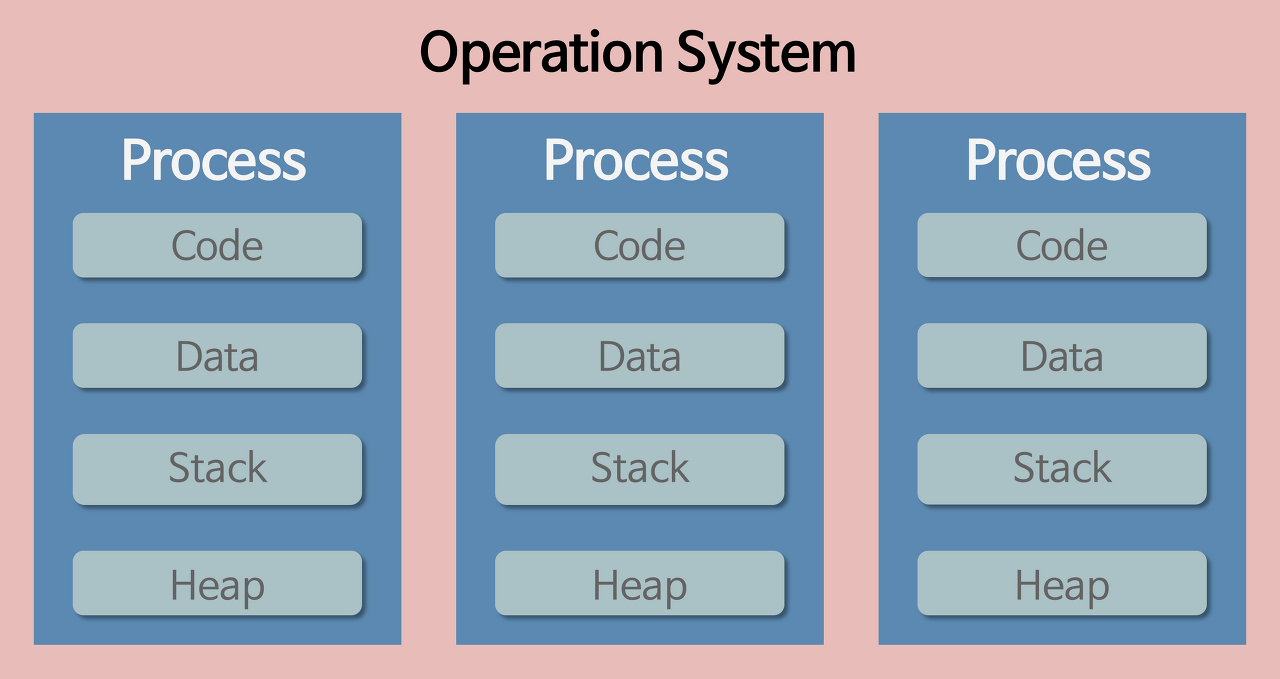 Operation System
Process
Code
Data
Stack
Heap
Process
Code
Data
Stack
Heap
Process
Code
Data
Stack
Heap